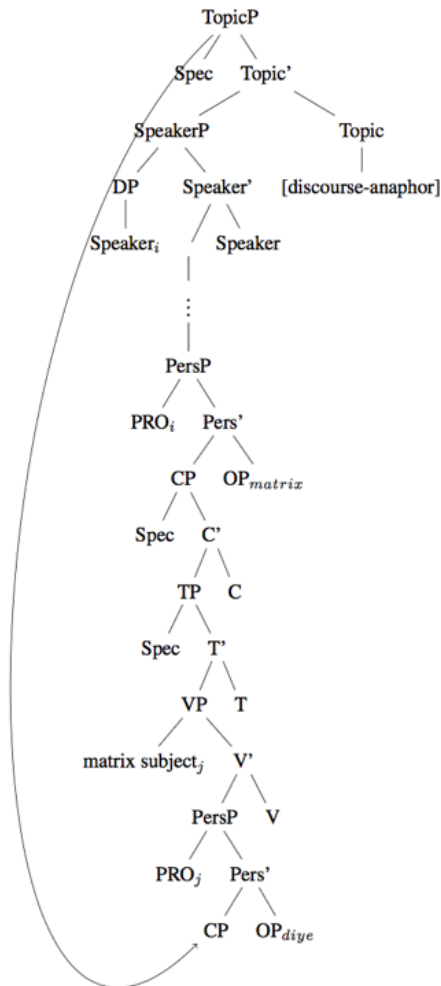 TopicP
Spec Topic’
SpeakerP Topic
DP Speaker’ [discourse-anaphor]
Speakerᵢ Speaker
⋮
PersP
PROᵢ Pers’
CP OPₘₐₜᵣᵢₓ
Spec C’
TP C
Spec T’
VP T
matrix subjectⱼ V’
PersP V
PROⱼ Pers’
CP OP_diye